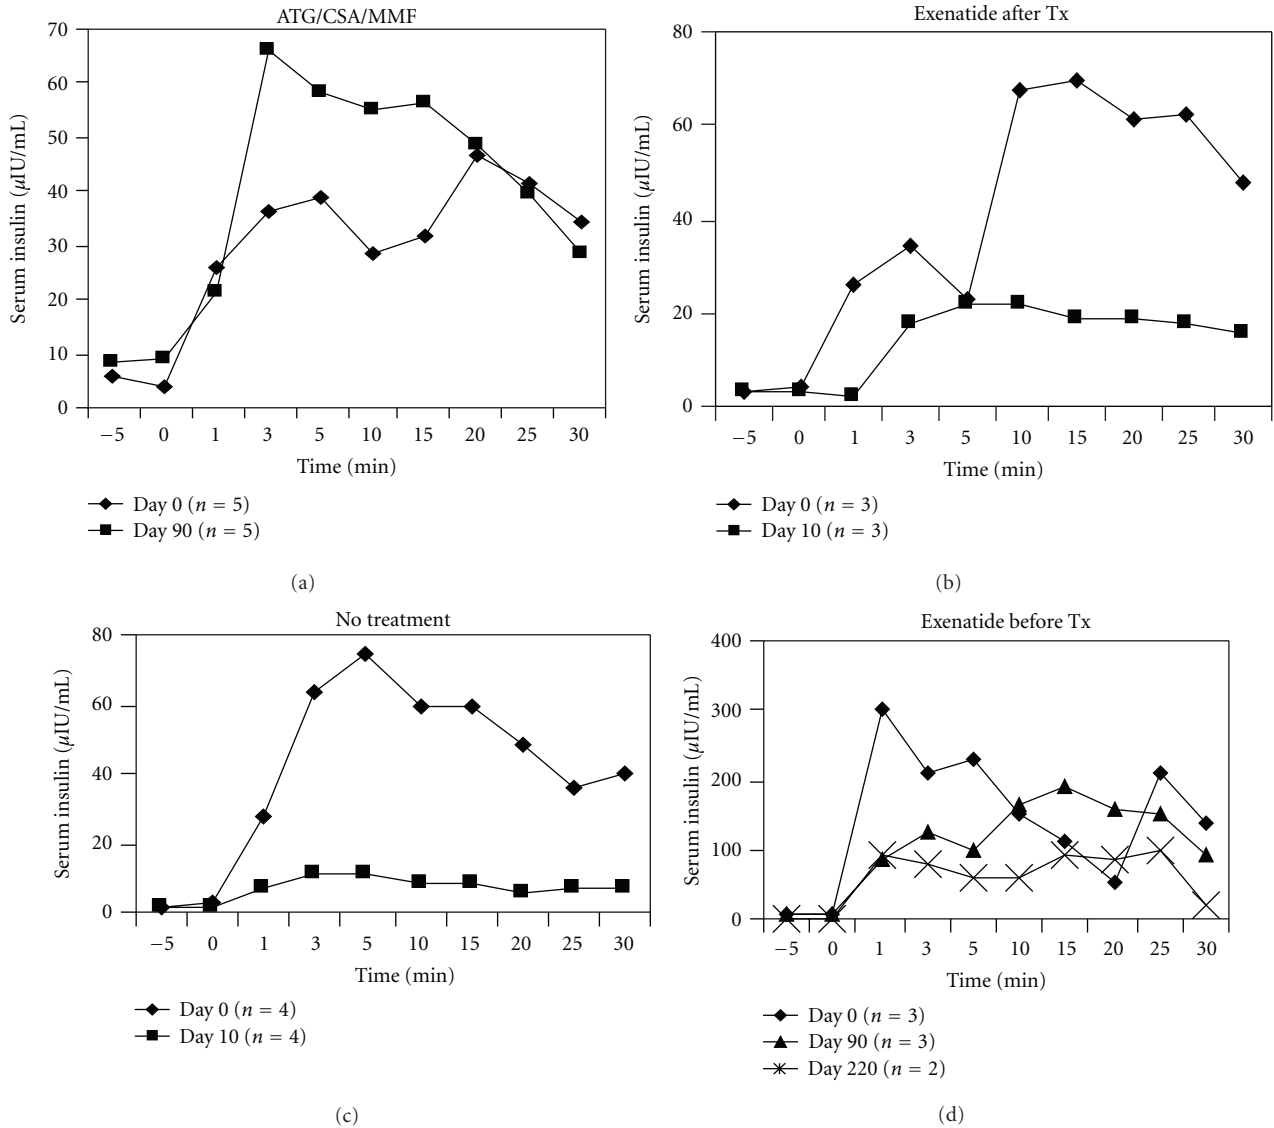 ATG/CSA/MMF
Serum insulin (μIU/mL)
70
60
50
40
30
20
10
0
−5 0 1 3 5 10 15 20 25 30
Time (min)
Day 0 (n = 5)
Day 90 (n = 5)
(a)
Exenatide after Tx
Serum insulin (μIU/mL)
80
60
40
20
0
−5 0 1 3 5 10 15 20 25 30
Time (min)
Day 0 (n = 3)
Day 10 (n = 3)
(b)
No treatment
Serum insulin (μIU/mL)
80
60
40
20
0
−5 0 1 3 5 10 15 20 25 30
Time (min)
Day 0 (n = 4)
Day 10 (n = 4)
(c)
Exenatide before Tx
Serum insulin (μIU/mL)
400
300
200
100
0
−5 0 1 3 5 10 15 20 25 30
Time (min)
Day 0 (n = 3)
Day 90 (n = 3)
Day 220 (n = 2)
(d)